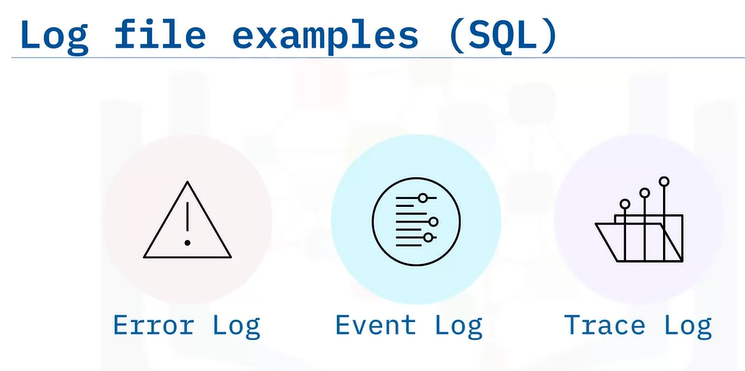 Log file examples (SQL)
Error Log
Event Log
Trace Log